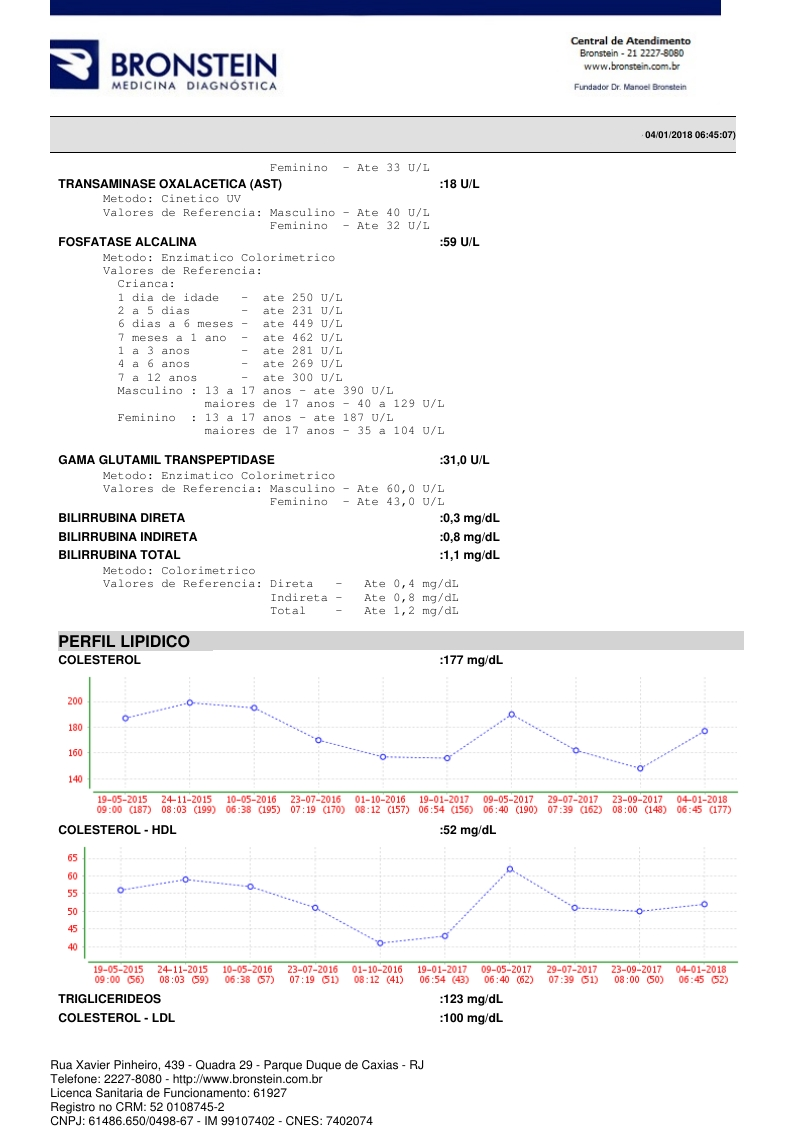 BRONSTEIN
MEDICINA DIAGNÓSTICA
Central de Atendimento
Bronstein - 21 2227-8080
www.bronstein.com.br
Fundador Dr. Manoel Bronstein
04/01/2018 06:45:07)
Feminino - Ate 33 U/L
TRANSAMINASE OXALACETICA (AST) :18 U/L
Metodo: Cinetico UV
Valores de Referencia: Masculino - Ate 40 U/L
Feminino - Ate 32 U/L
FOSFATASE ALCALINA :59 U/L
Metodo: Enzimatico Colorimetrico
Valores de Referencia:
Crianca:
1 dia de idade - ate 250 U/L
2 a 5 dias - ate 231 U/L
6 dias a 6 meses - ate 449 U/L
7 meses a 1 ano - ate 462 U/L
1 a 3 anos - ate 281 U/L
4 a 6 anos - ate 269 U/L
7 a 12 anos - ate 300 U/L
Masculino : 13 a 17 anos - ate 390 U/L
maiores de 17 anos - 40 a 129 U/L
Feminino : 13 a 17 anos - ate 187 U/L
maiores de 17 anos - 35 a 104 U/L
GAMA GLUTAMIL TRANSPEPTIDASE :31,0 U/L
Metodo: Enzimatico Colorimetrico
Valores de Referencia: Masculino - Ate 60,0 U/L
Feminino - Ate 43,0 U/L
BILIRRUBINA DIRETA :0,3 mg/dL
BILIRRUBINA INDIRETA :0,8 mg/dL
BILIRRUBINA TOTAL :1,1 mg/dL
Metodo: Colorimetrico
Valores de Referencia: Direta - Ate 0,4 mg/dL
Indireta - Ate 0,8 mg/dL
Total - Ate 1,2 mg/dL
PERFIL LIPIDICO
COLESTEROL :177 mg/dL
200
180
160
140
19-05-2015 24-11-2015 10-05-2016 23-07-2016 01-10-2016 19-01-2017 09-05-2017 29-07-2017 23-09-2017 04-01-2018
09:00 (187) 08:03 (199) 06:38 (195) 07:19 (170) 08:12 (157) 06:54 (156) 06:40 (190) 07:39 (162) 08:00 (148) 06:45 (177)
COLESTEROL - HDL :52 mg/dL
65
60
55
50
45
40
19-05-2015 24-11-2015 10-05-2016 23-07-2016 01-10-2016 19-01-2017 09-05-2017 29-07-2017 23-09-2017 04-01-2018
09:00 (56) 08:03 (59) 06:38 (57) 07:19 (51) 08:12 (41) 06:54 (43) 06:40 (62) 07:39 (51) 08:00 (50) 06:45 (52)
TRIGLICERIDEOS :123 mg/dL
COLESTEROL - LDL :100 mg/dL
Rua Xavier Pinheiro, 439 - Quadra 29 - Parque Duque de Caxias - RJ
Telefone: 2227-8080 - http://www.bronstein.com.br
Licenca Sanitaria de Funcionamento: 61927
Registro no CRM: 52 0108745-2
CNPJ: 61486.650/0498-67 - IM 99107402 - CNES: 7402074